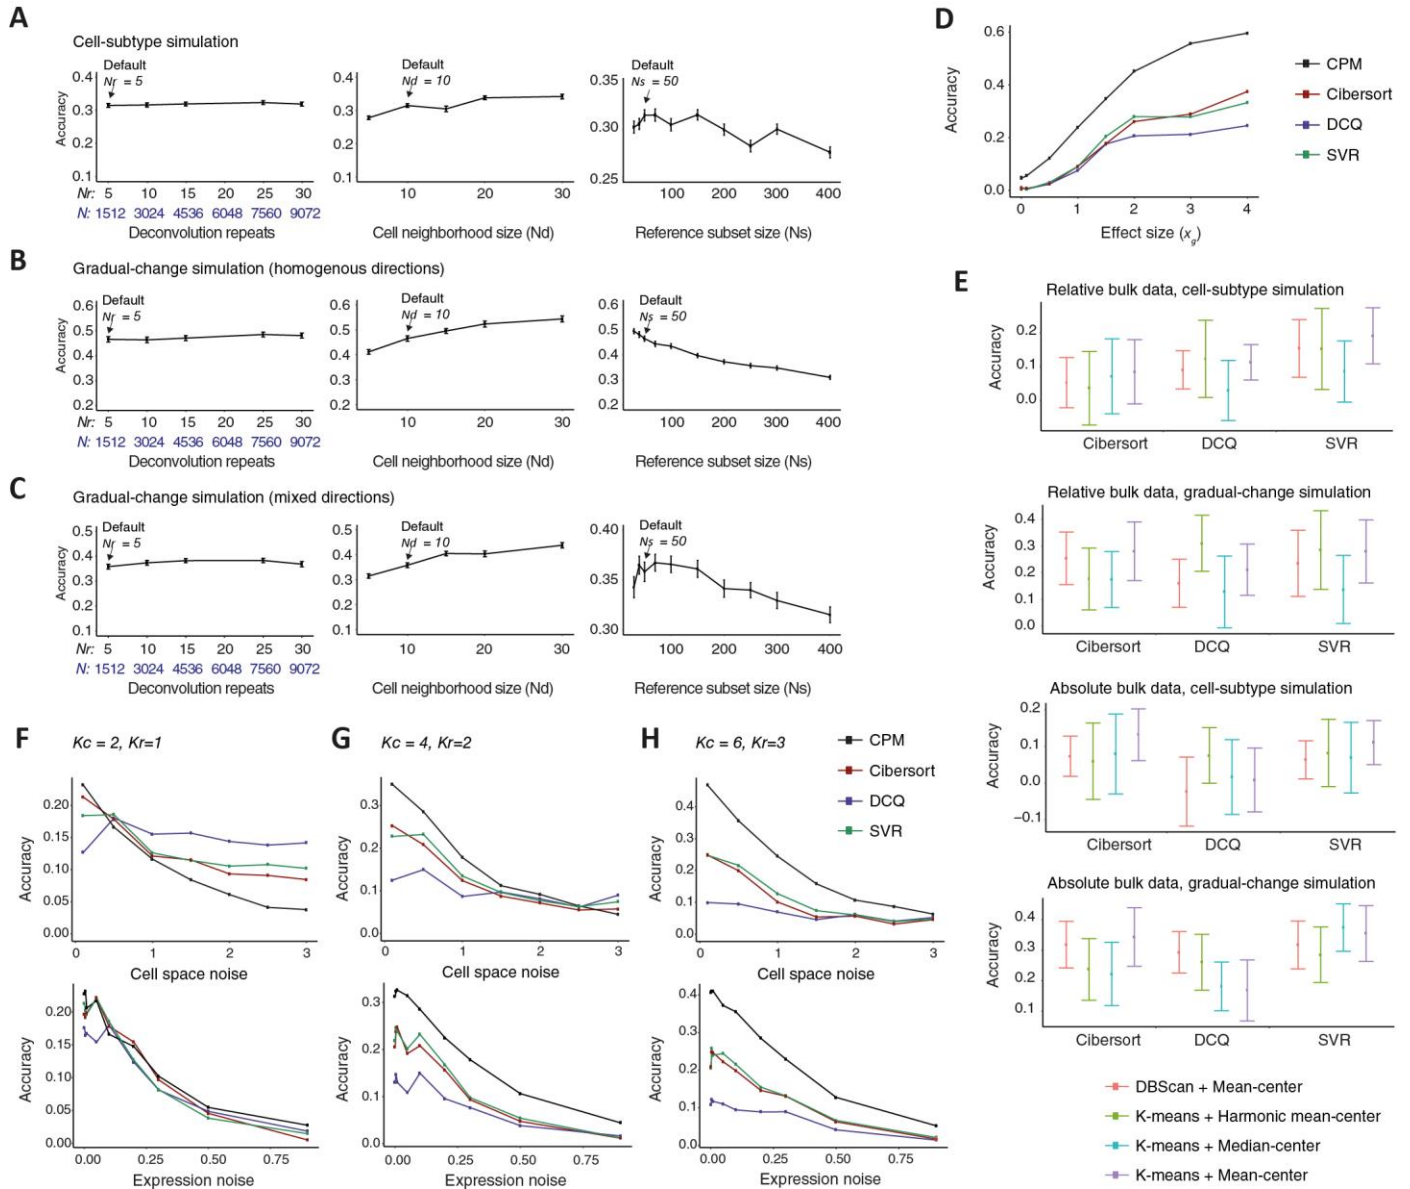 A
Cell-subtype simulation
Default
Nr = 5
Accuracy
0.4
0.3
0.2
0.1
Nr: 5 10 15 20 25 30
N: 1512 3024 4536 6048 7560 9072
Deconvolution repeats
Default
Nd = 10
0.4
0.3
0.2
0.1
10 20 30
Cell neighborhood size (Nd)
Default
Ns = 50
0.35
0.30
0.25
100 200 300 400
Reference subset size (Ns)
B
Gradual-change simulation (homogenous directions)
Default
Nr = 5
Accuracy
0.6
0.5
0.4
0.3
0.2
Nr: 5 10 15 20 25 30
N: 1512 3024 4536 6048 7560 9072
Deconvolution repeats
Default
Nd = 10
0.6
0.5
0.4
0.3
0.2
10 20 30
Cell neighborhood size (Nd)
Default
Ns = 50
0.6
0.5
0.4
0.3
0.2
100 200 300 400
Reference subset size (Ns)
C
Gradual-change simulation (mixed directions)
Default
Nr = 5
Accuracy
0.5
0.4
0.3
0.2
0.1
Nr: 5 10 15 20 25 30
N: 1512 3024 4536 6048 7560 9072
Deconvolution repeats
Default
Nd = 10
0.5
0.4
0.3
0.2
0.1
10 20 30
Cell neighborhood size (Nd)
Default
Ns = 50
0.40
0.35
0.30
100 200 300 400
Reference subset size (Ns)
D
Accuracy
0.6
0.4
0.2
0.0
0 1 2 3 4
Effect size (xg)
CPM
Cibersort
DCQ
SVR
E
Relative bulk data, cell-subtype simulation
Accuracy
0.2
0.1
0.0
Cibersort DCQ SVR
Relative bulk data, gradual-change simulation
Accuracy
0.4
0.3
0.2
0.1
0.0
Cibersort DCQ SVR
Absolute bulk data, cell-subtype simulation
Accuracy
0.2
0.1
0.0
−0.1
Cibersort DCQ SVR
Absolute bulk data, gradual-change simulation
Accuracy
0.4
0.3
0.2
0.1
Cibersort DCQ SVR
DBScan + Mean-center
K-means + Harmonic mean-center
K-means + Median-center
K-means + Mean-center
F
Kc = 2, Kr=1
Accuracy
0.20
0.15
0.10
0.05
0.00
0 1 2 3
Cell space noise
Accuracy
0.20
0.15
0.10
0.05
0.00
0.00 0.25 0.50 0.75
Expression noise
G
Kc = 4, Kr=2
Accuracy
0.3
0.2
0.1
0.0
0 1 2 3
Cell space noise
Accuracy
0.3
0.2
0.1
0.0
0.00 0.25 0.50 0.75
Expression noise
H
Kc = 6, Kr=3
CPM
Cibersort
DCQ
SVR
Accuracy
0.4
0.3
0.2
0.1
0.0
0 1 2 3
Cell space noise
Accuracy
0.4
0.3
0.2
0.1
0.0
0.00 0.25 0.50 0.75
Expression noise